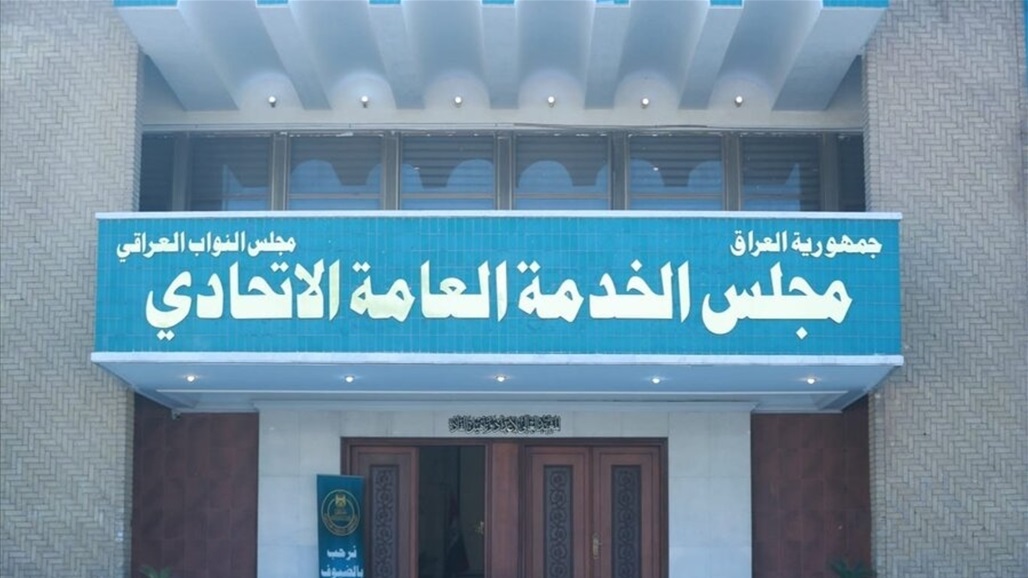 جمهورية العراق
مجلس النواب العراقي
مجلس الخدمة العامة الاتحادي
نرحب
بالضيوف